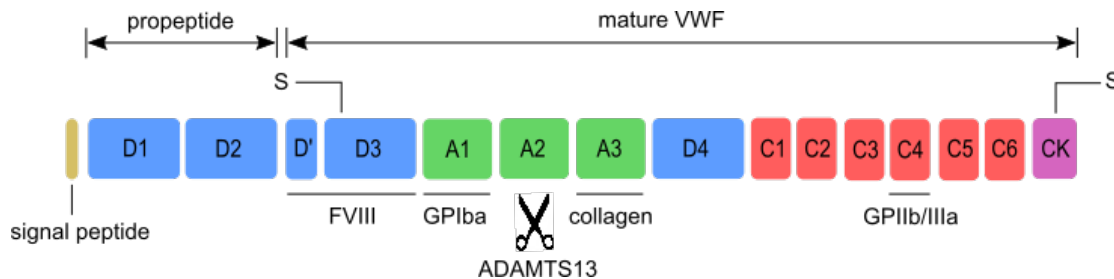 propeptide
mature VWF
S
S
D1
D2
D'
D3
A1
A2
A3
D4
C1
C2
C3
C4
C5
C6
CK
signal peptide
FVIII
GPIba
collagen
GPIIb/IIIa
ADAMTS13